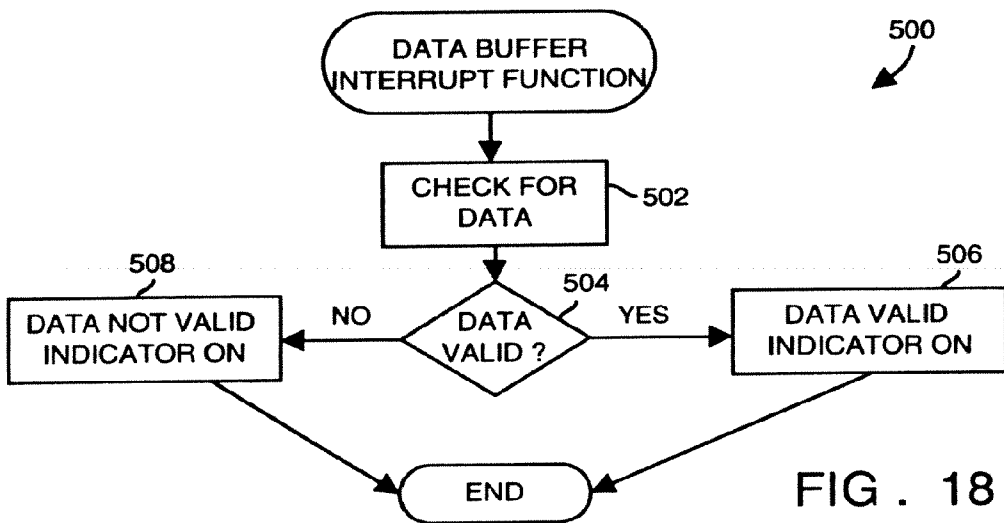 DATA BUFFER
INTERRUPT FUNCTION
500
CHECK FOR
DATA
502
508
504
506
DATA NOT VALID
INDICATOR ON
NO
DATA
VALID ?
YES
DATA VALID
INDICATOR ON
END
FIG . 18